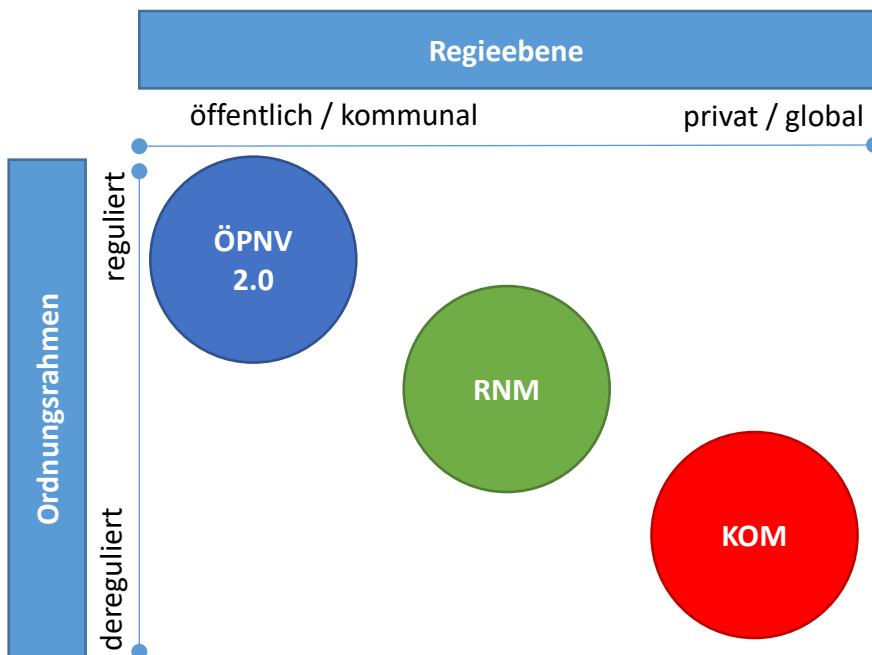 Regieebene
öffentlich / kommunal
privat / global
Ordnungsrahmen
reguliert
dereguliert
ÖPNV
2.0
RNM
KOM